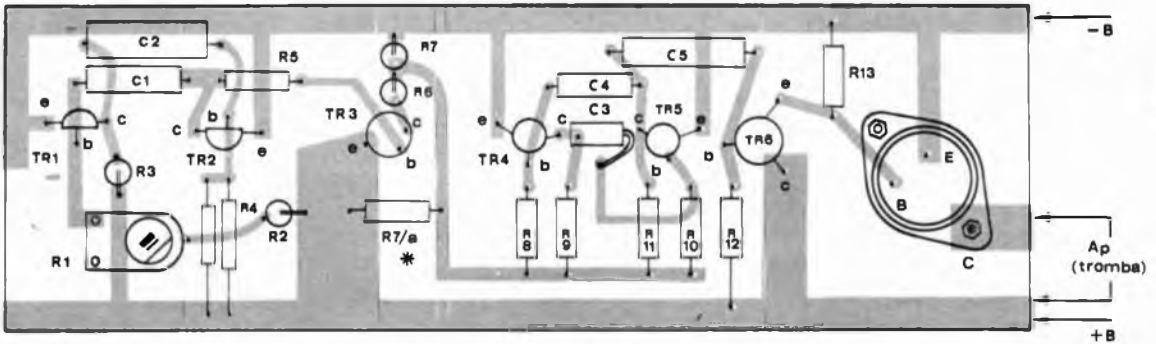 C2
R7
C5
-B
C1
R5
R6
C4
R13
e
b
TR3
c
C3
TR5
e
c
c
e
c
e
c
b
TR6
TR1
b
TR2
e
e
b
TR4
b
b
c
E
R3
B
R4
R2
R7/a
*
R8
R9
R11
R10
R12
R1
C
Ap
(tromba)
+B